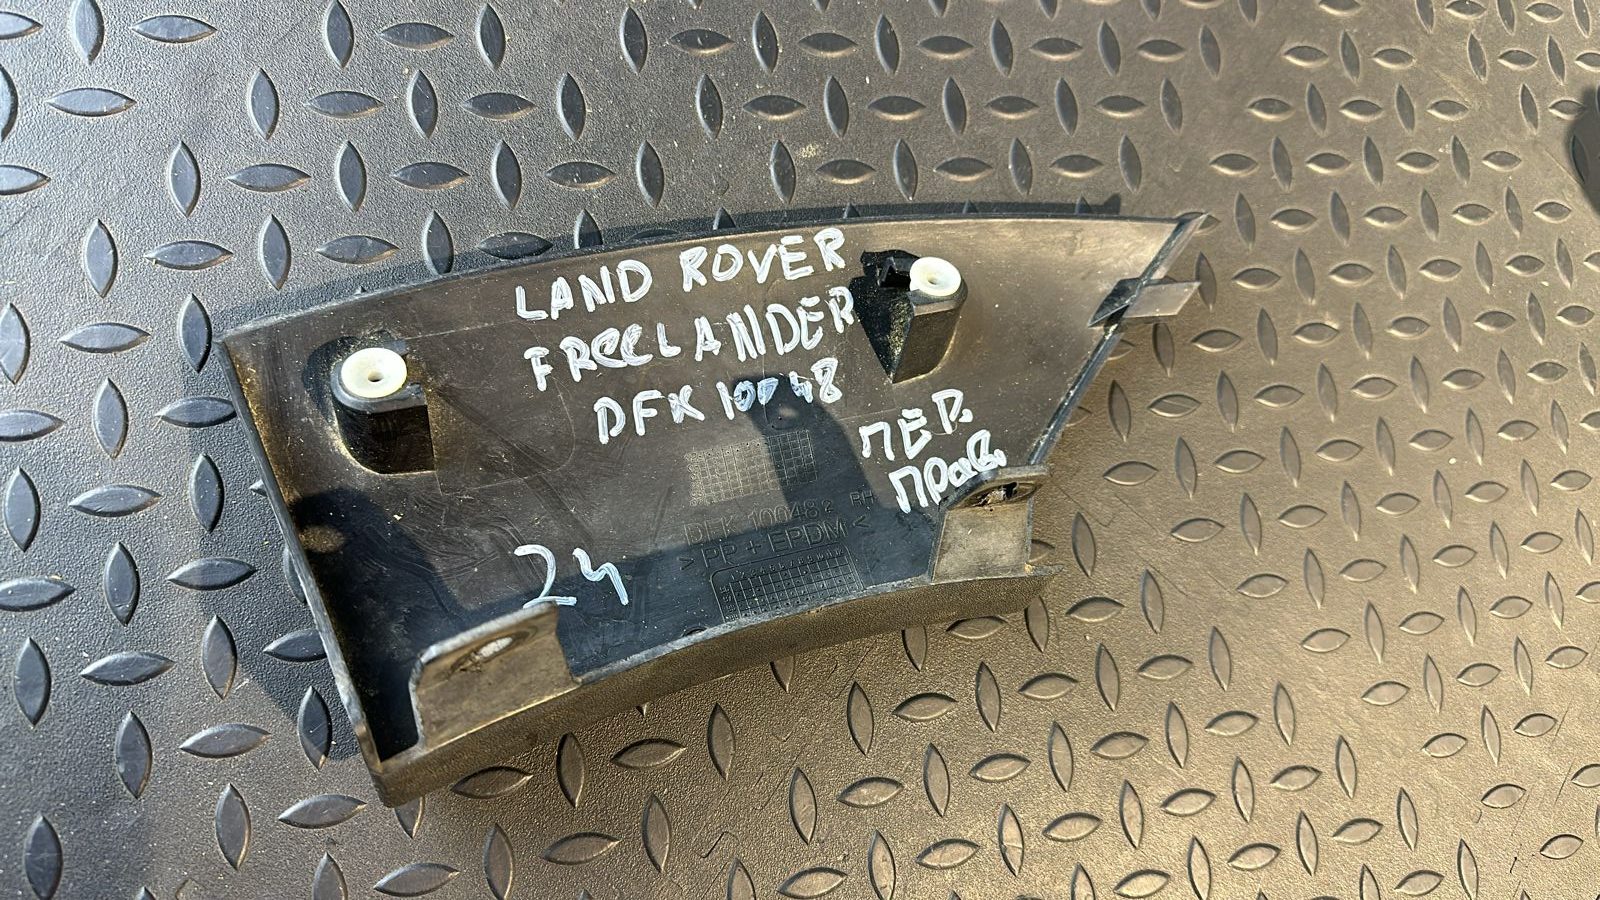 LAND ROVER
FREELANDER
DFK 10048
ПЕР.
Прав.
DFK 100482 RH
>PP + EPDM<
24